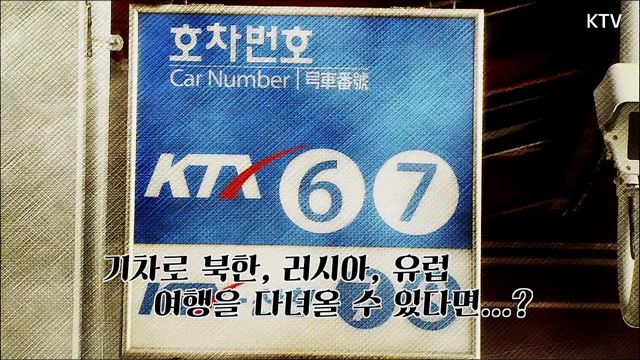 KTV
호차번호
Car Number | 号車番號
KTX 6 7
기차로 북한, 러시아, 유럽
여행을 다녀올 수 있다면...?